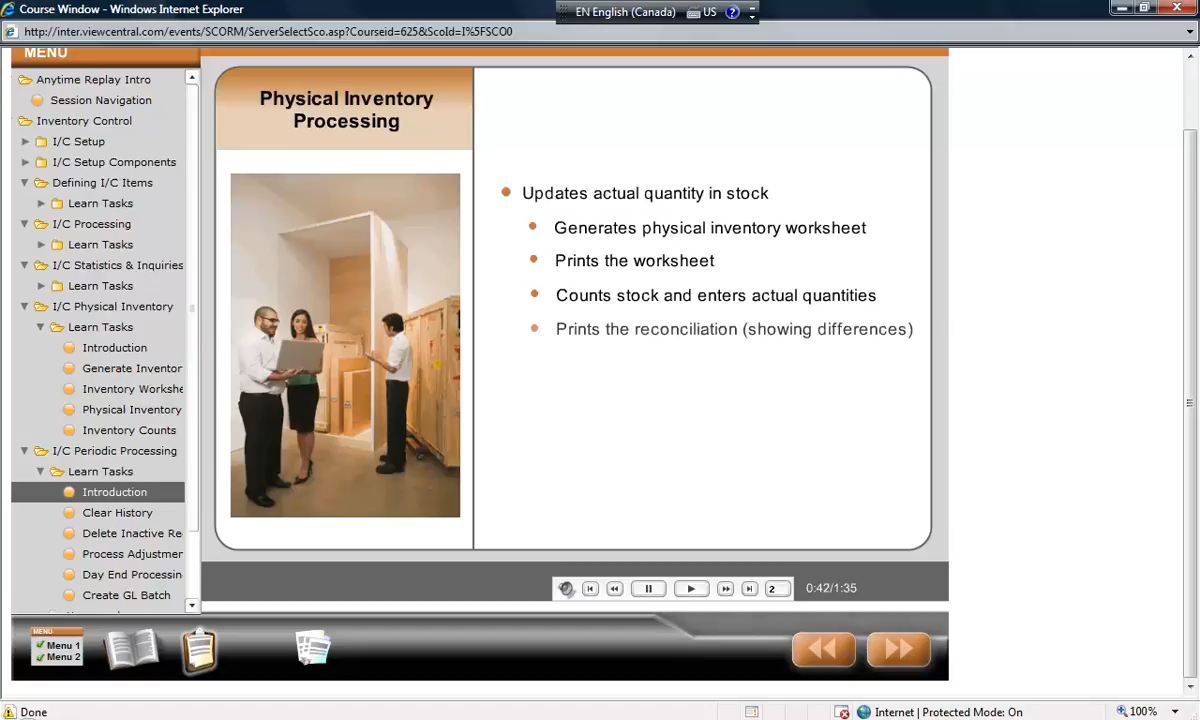 Course Window - Windows Internet Explorer
EN English (Canada) US
http://inter.viewcentral.com/events/SCORM/ServerSelectSco.asp?Courseid=625&ScoId=I%5FSCO0
MENU
Anytime Replay Intro
Session Navigation
Inventory Control
I/C Setup
I/C Setup Components
Defining I/C Items
Learn Tasks
I/C Processing
Learn Tasks
I/C Statistics & Inquiries
Learn Tasks
I/C Physical Inventory
Learn Tasks
Introduction
Generate Inventor
Inventory Workshe
Physical Inventory
Inventory Counts
I/C Periodic Processing
Learn Tasks
Introduction
Clear History
Delete Inactive Re
Process Adjustmer
Day End Processin
Create GL Batch
Physical Inventory
Processing
Updates actual quantity in stock
Generates physical inventory worksheet
Prints the worksheet
Counts stock and enters actual quantities
Prints the reconciliation (showing differences)
2
0:42/1:35
MENU
Menu 1
Menu 2
Done
Internet | Protected Mode: On
100%